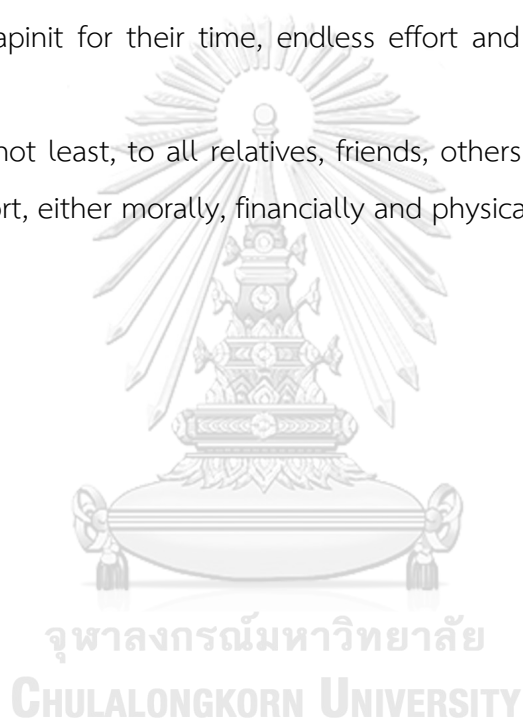 apinit for their time, endless effort and
not least, to all relatives, friends, others
ort, either morally, financially and physica
จุฬาลงกรณ์มหาวิทยาลัย
CHULALONGKORN UNIVERSITY